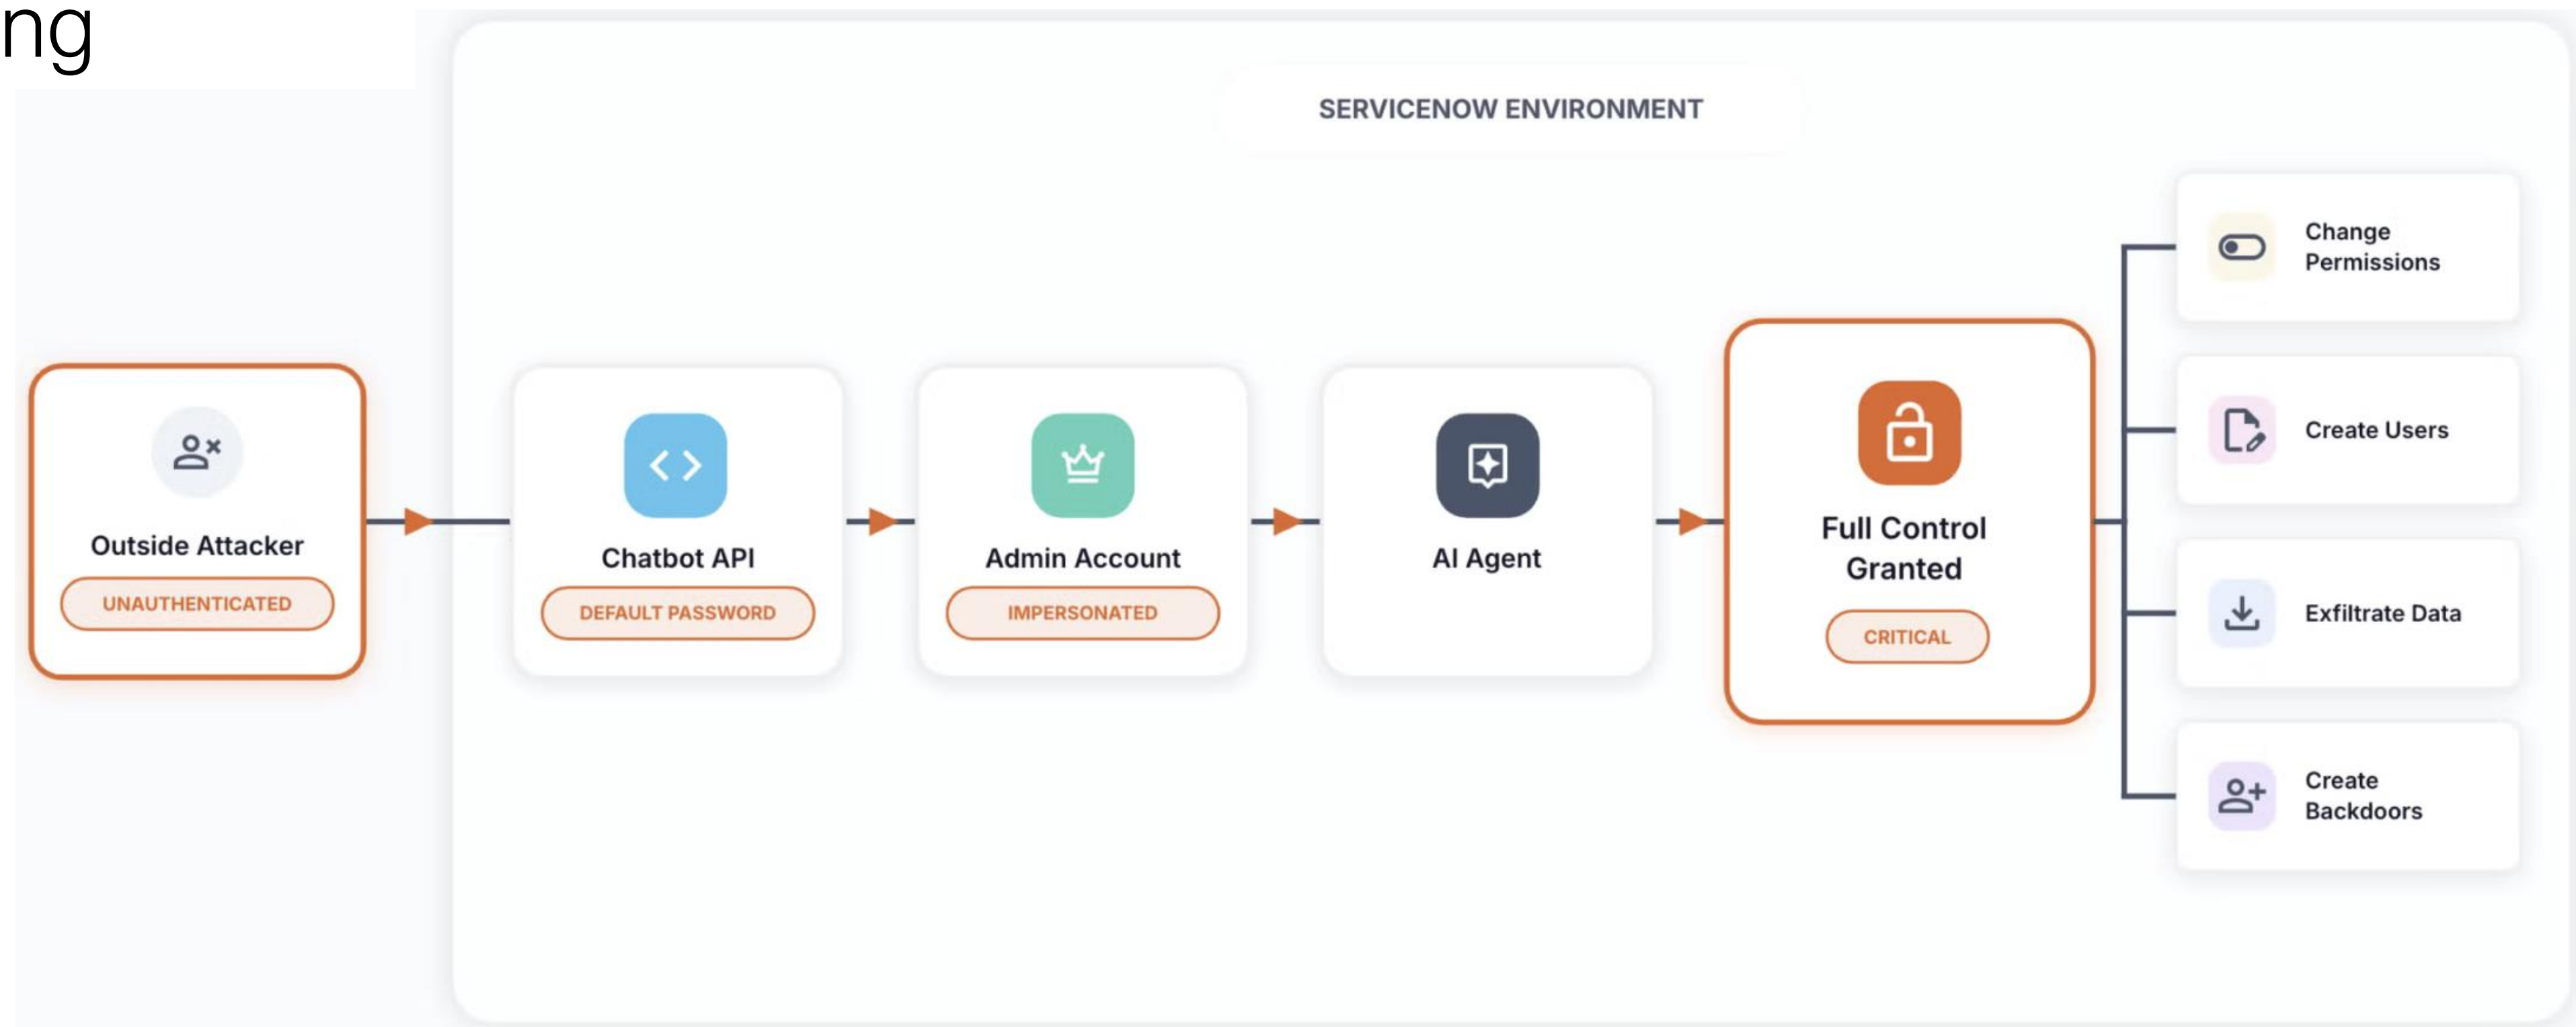 ng
SERVICENOW ENVIRONMENT
Outside Attacker
UNAUTHENTICATED
Chatbot API
DEFAULT PASSWORD
Admin Account
IMPERSONATED
AI Agent
Full Control
Granted
CRITICAL
Change
Permissions
Create Users
Exfiltrate Data
Create
Backdoors